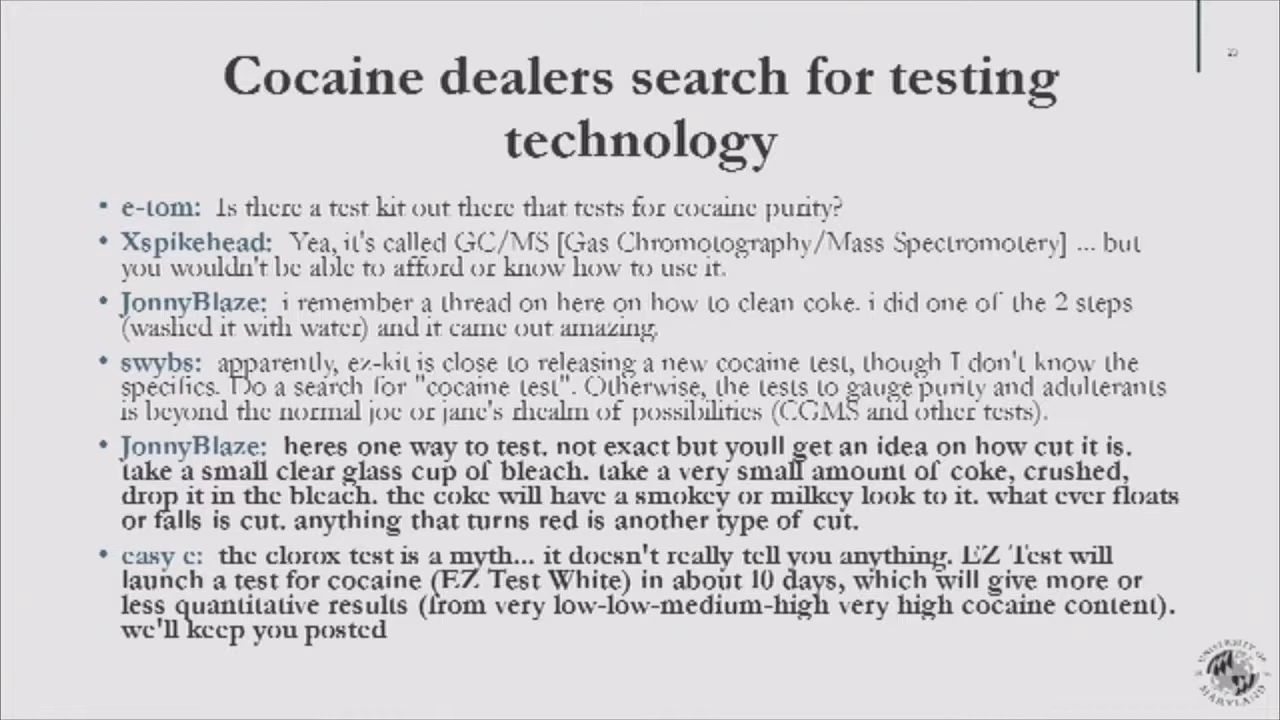 Cocaine dealers search for testing
technology
• e-tom: Is there a test kit out there that tests for cocaine purity?
• Xspikehead: Yea, it's called GC/MS [Gas Chromotography/Mass Spectromotery] ... but
you wouldn't be able to afford or know how to use it.
• JonnyBlaze: i remember a thread on here on how to clean coke. i did one of the 2 steps
(washed it with water) and it came out amazing.
• swybs: apparently, ez-kit is close to releasing a new cocaine test, though I don't know the
specifics. Do a search for "cocaine test". Otherwise, the tests to gauge purity and adulterants
is beyond the normal joe or jane's rhealm of possibilities (CGMS and other tests).
• JonnyBlaze: heres one way to test. not exact but youll get an idea on how cut it is.
take a small clear glass cup of bleach. take a very small amount of coke, crushed,
drop it in the bleach. the coke will have a smokey or milkey look to it. what ever floats
or falls is cut. anything that turns red is another type of cut.
• easy e: the clorox test is a myth... it doesn't really tell you anything. EZ Test will
launch a test for cocaine (EZ Test White) in about 10 days, which will give more or
less quantitative results (from very low-low-medium-high very high cocaine content).
we'll keep you posted
UNIVERSITY OF
MARYLAND